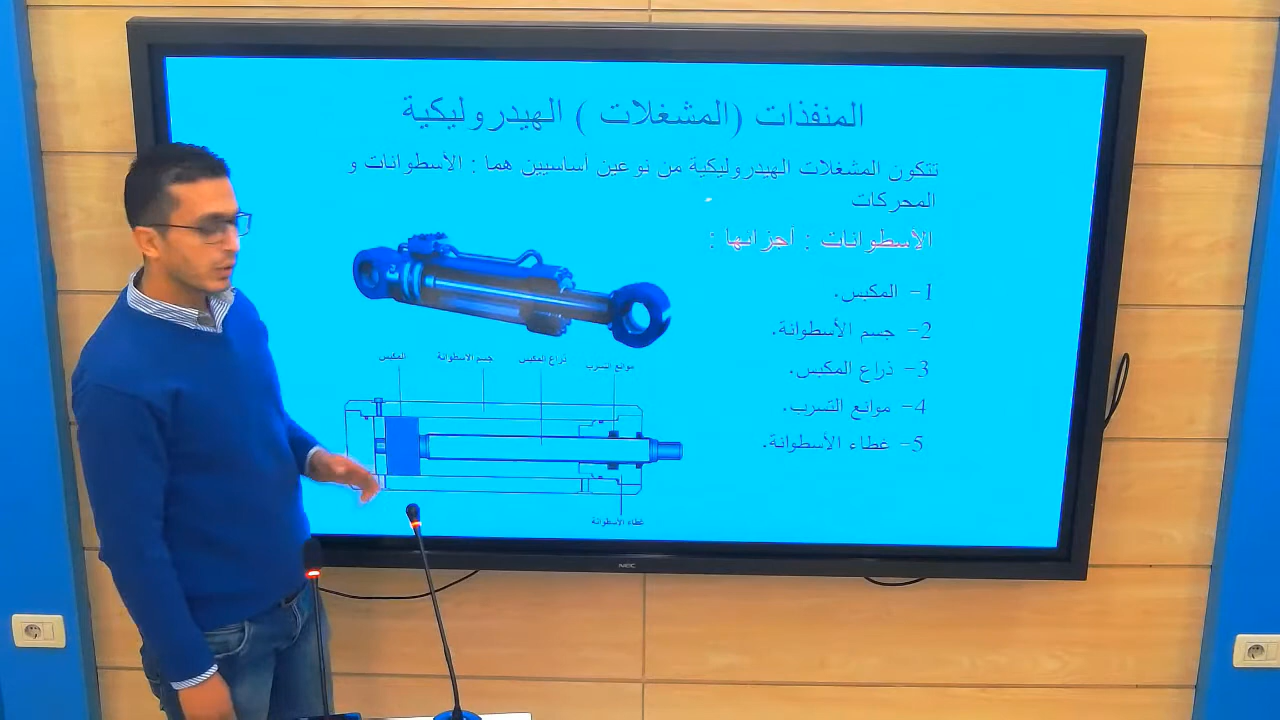 المنفذات (المشغلات ) الهيدروليكية
تتكون المشغلات الهيدروليكية من نوعين أساسيين هما : الأسطوانات و
المحركات
الأسطوانات : أجزائها :
1- المكبس.
2- جسم الأسطوانة.
3- ذراع المكبس.
4- موانع التسرب.
5- غطاء الأسطوانة.
المكبس
جسم الأسطوانة
ذراع المكبس
موانع التسرب
غطاء الأسطوانة
NEC